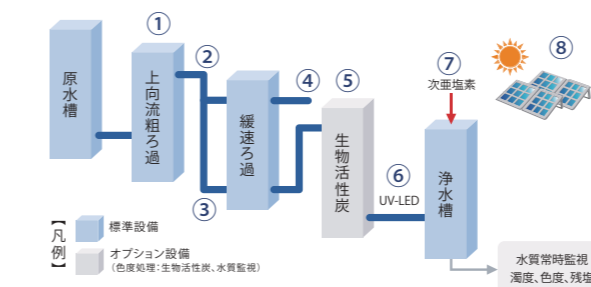 ①
②
③
④
⑤
⑥
⑦
⑧
原水槽
上向流粗ろ過
緩速ろ過
生物活性炭
UV-LED
次亜塩素
浄水槽
【凡例】
標準設備
オプション設備
（色度処理：生物活性炭、水質監視）
水質常時監視
濁度、色度、残塩